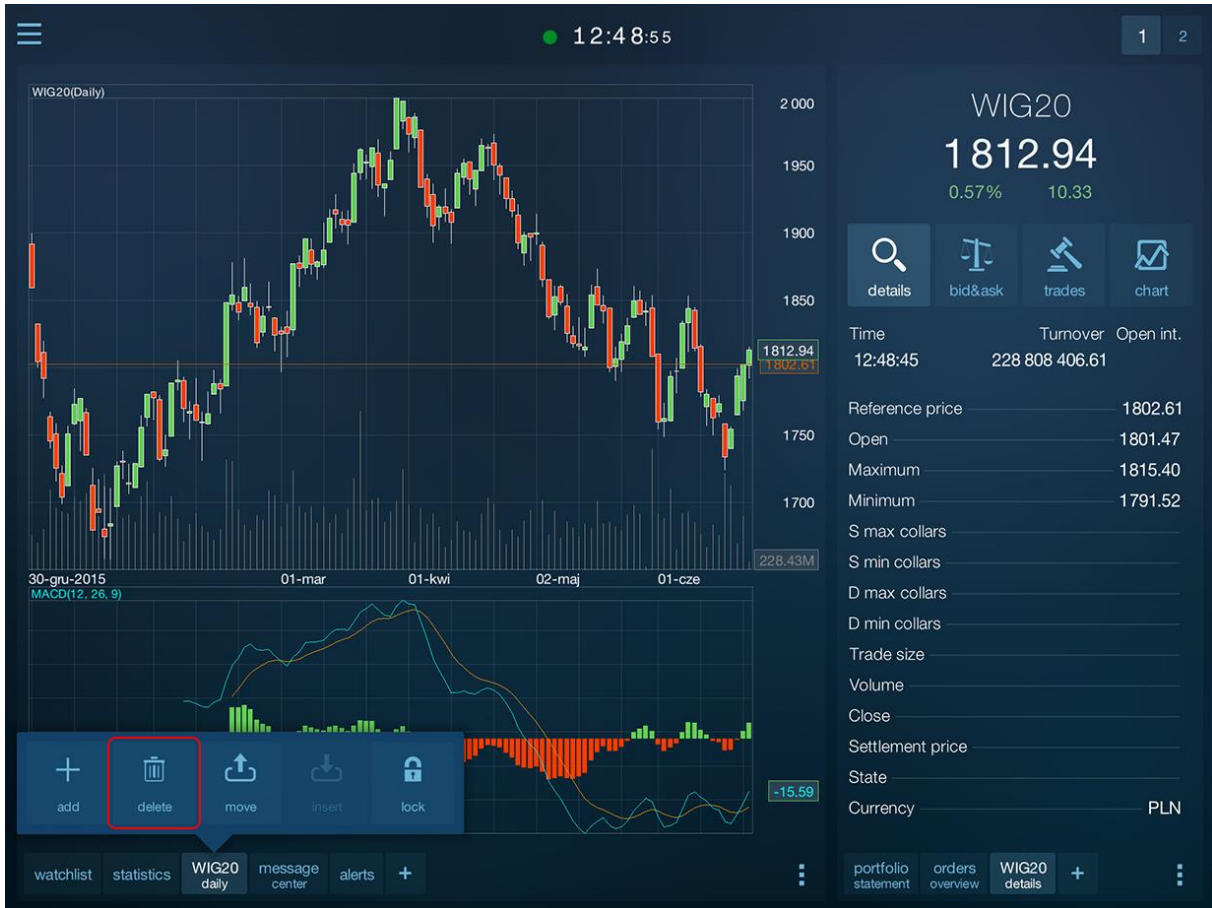 12:48:55
1
2
WIG20(Daily)
2 000
1950
1900
1850
1812.94
1802.61
1750
1700
228.43M
30-gru-2015 01-mar 01-kwi 02-maj 01-cze
MACD(12, 26, 9)
-15.59
add delete move insert lock
watchlist statistics WIG20 daily message center alerts +
WIG20
1812.94
0.57% 10.33
details bid&ask trades chart
Time Turnover Open int.
12:48:45 228 808 406.61
Reference price 1802.61
Open 1801.47
Maximum 1815.40
Minimum 1791.52
S max collars
S min collars
D max collars
D min collars
Trade size
Volume
Close
Settlement price
State
Currency PLN
portfolio statement orders overview WIG20 details +